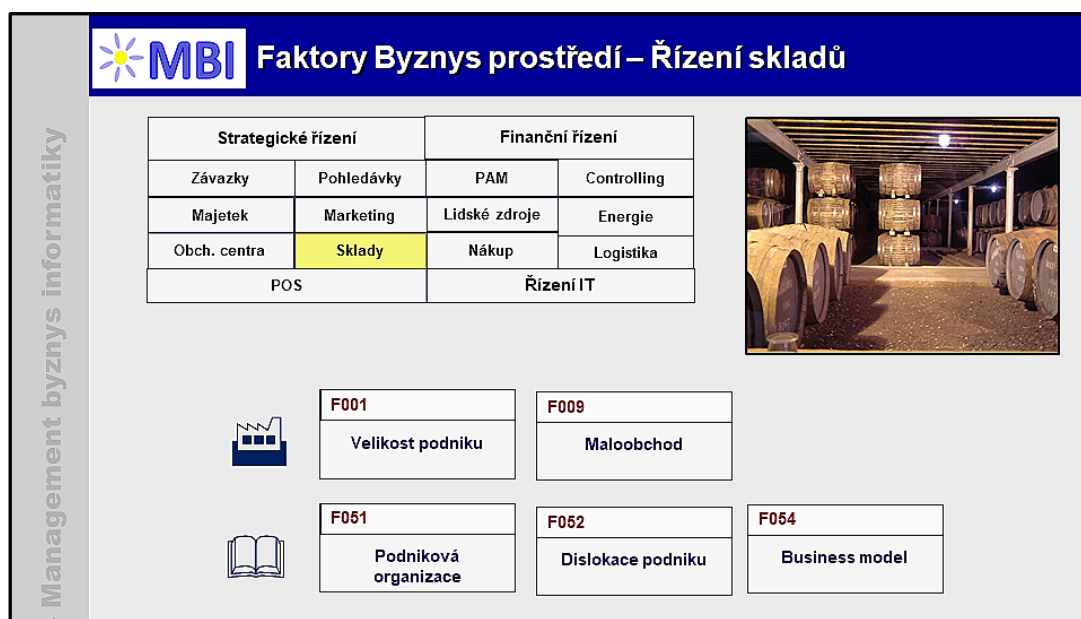 MBI Faktory Byznys prostředí – Řízení skladů
Management byznys informatiky
Strategické řízení Finanční řízení
Závazky Pohledávky PAM Controlling
Majetek Marketing Lidské zdroje Energie
Obch. centra Sklady Nákup Logistika
POS Řízení IT
F001
Velikost podniku
F009
Maloobchod
F051
Podniková
organizace
F052
Dislokace podniku
F054
Business model